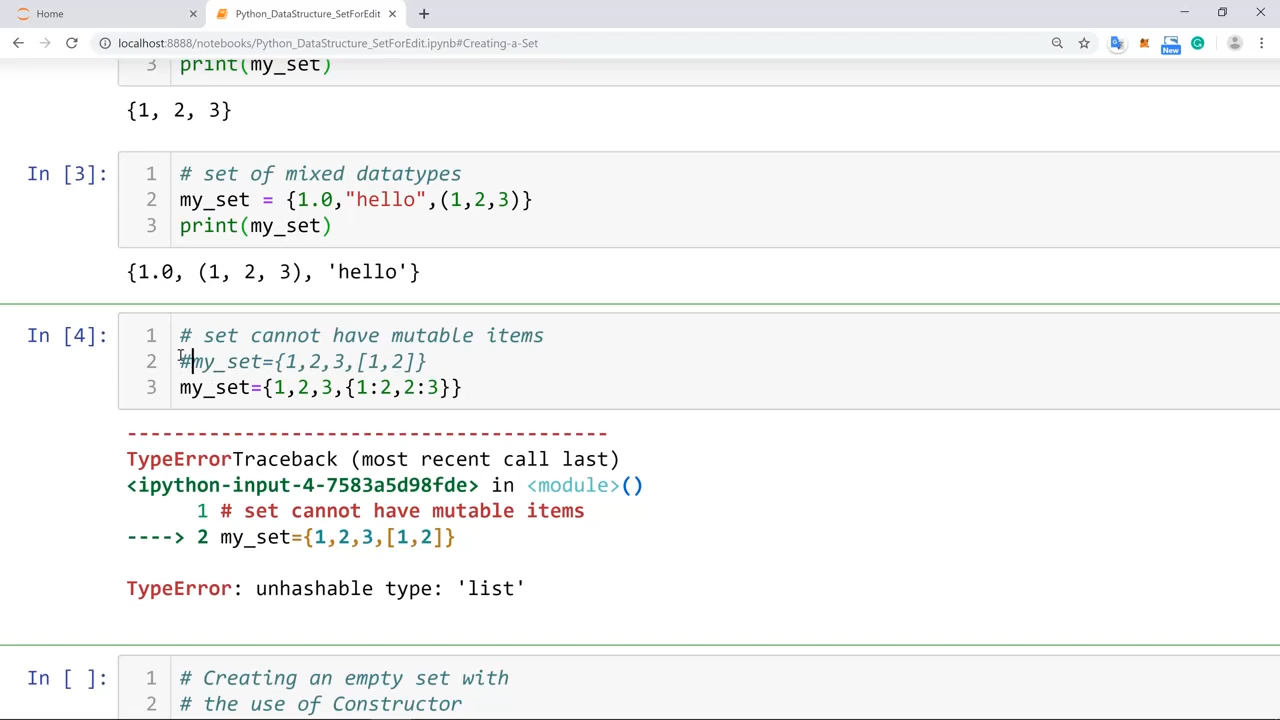 Home
Python_DataStructure_SetForEdit
localhost:8888/notebooks/Python_DataStructure_SetForEdit.ipynb#Creating-a-Set
New
3 print(my_set)
{1, 2, 3}
In [3]:
1 # set of mixed datatypes
2 my_set = {1.0,"hello",(1,2,3)}
3 print(my_set)
{1.0, (1, 2, 3), 'hello'}
In [4]:
1 # set cannot have mutable items
2 #my_set={1,2,3,[1,2]}
3 my_set={1,2,3,{1:2,2:3}}
-----------------------------------------
TypeErrorTraceback (most recent call last)
<ipython-input-4-7583a5d98fde> in <module>()
1 # set cannot have mutable items
----> 2 my_set={1,2,3,[1,2]}
TypeError: unhashable type: 'list'
In [ ]:
1 # Creating an empty set with
2 # the use of Constructor